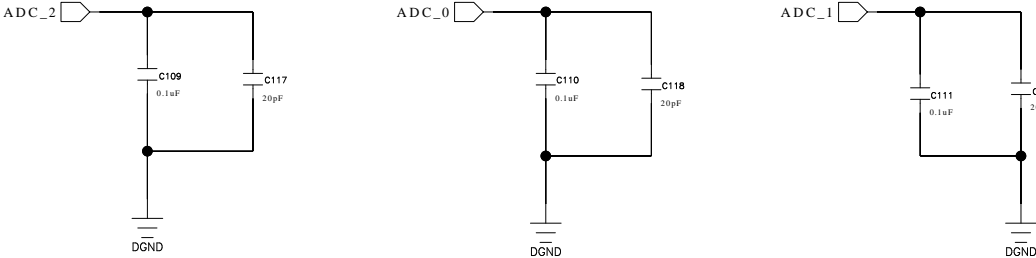 ADC_2
C109
0.1uF
C117
20pF
DGND
ADC_0
C110
0.1uF
C118
20pF
DGND
ADC_1
C111
0.1uF
C
2
DGND